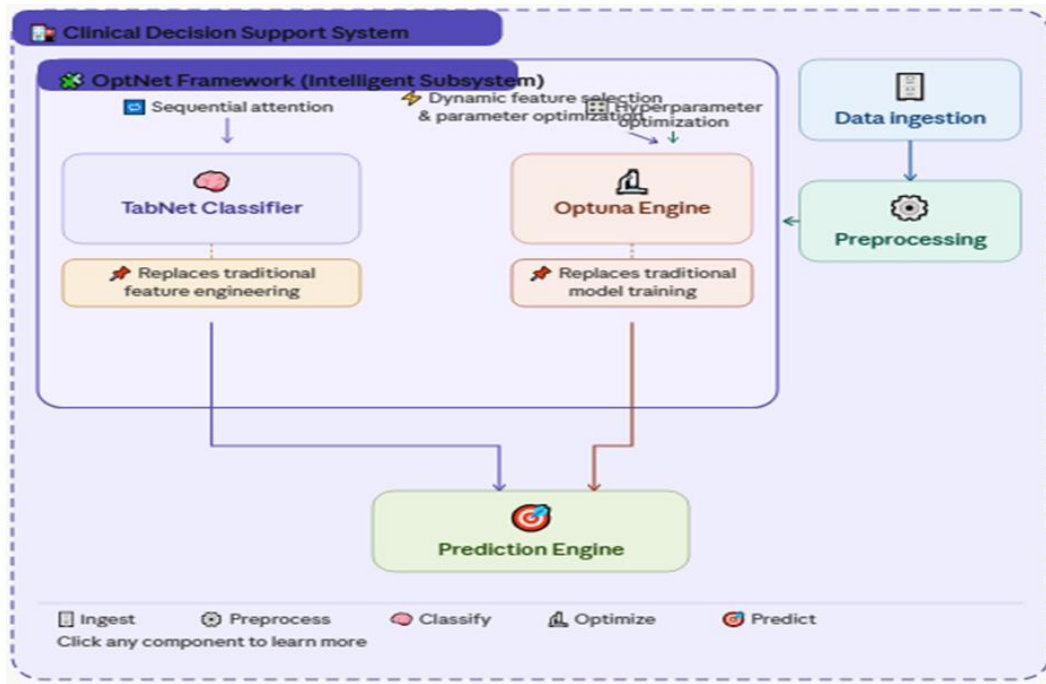 Clinical Decision Support System
OptNet Framework (Intelligent Subsystem)
Sequential attention
Dynamic feature selection
& parameter optimization
Hyperparameter
optimization
Data ingestion
Preprocessing
TabNet Classifier
Optuna Engine
Replaces traditional
feature engineering
Replaces traditional
model training
Prediction Engine
Ingest Preprocess Classify Optimize Predict
Click any component to learn more